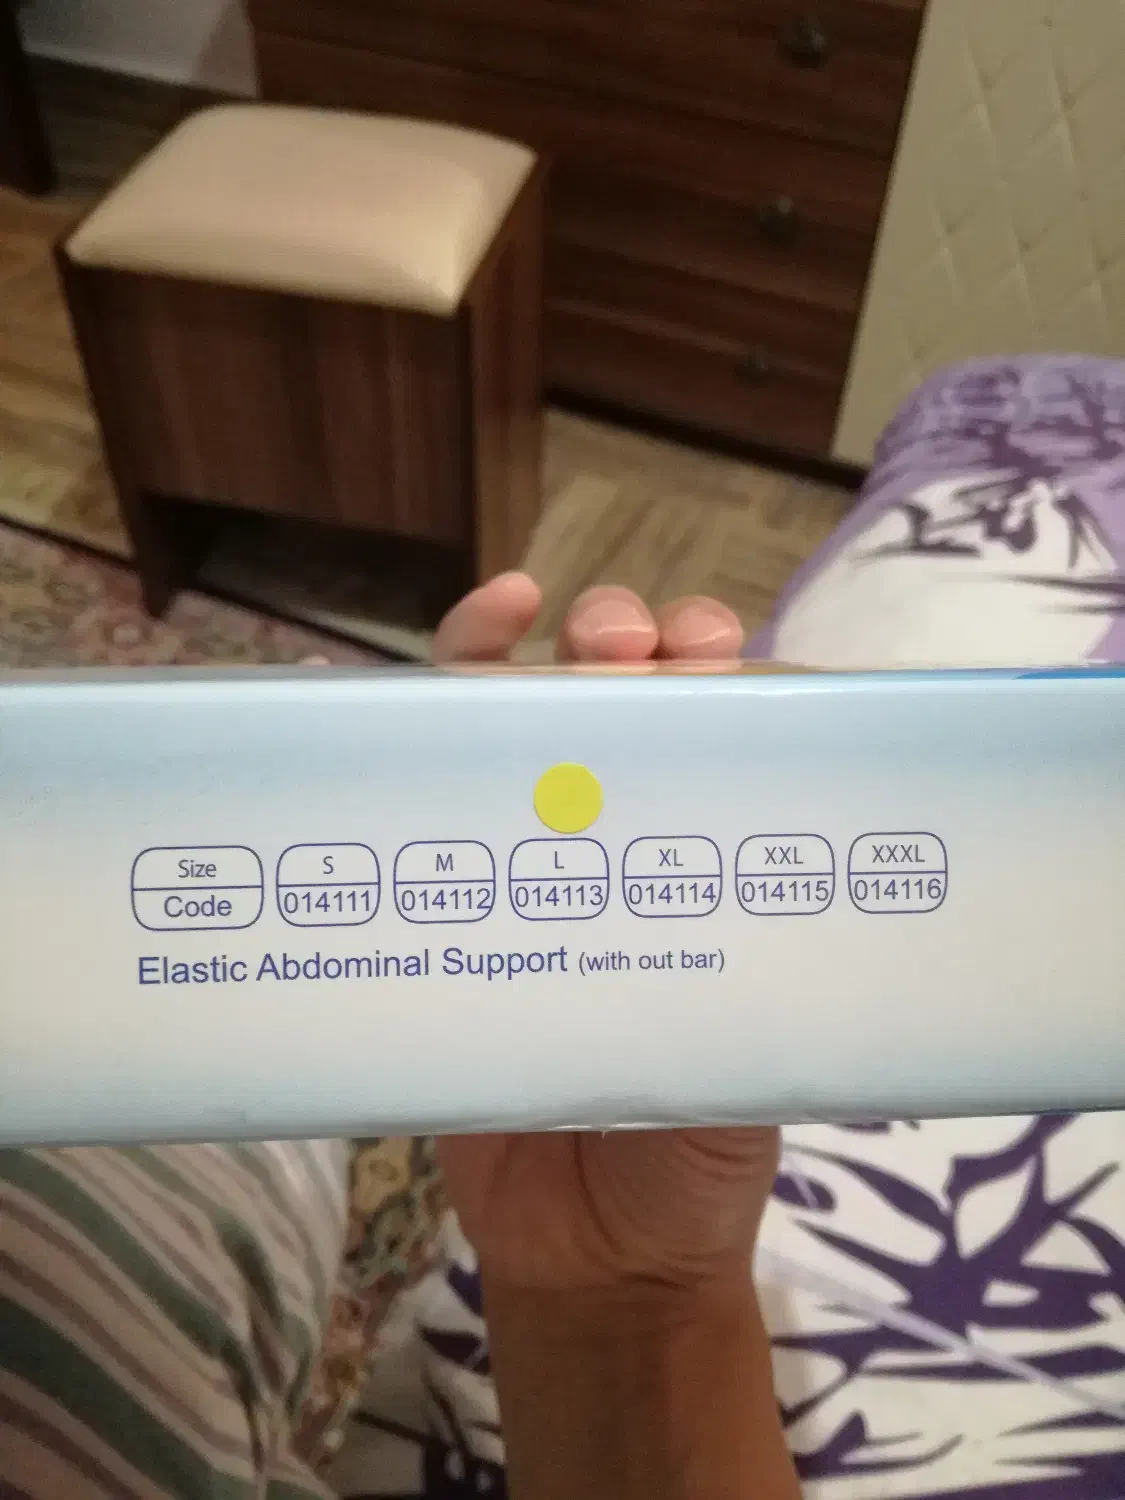 Size S M L XL XXL XXXL
Code 014111 014112 014113 014114 014115 014116
Elastic Abdominal Support (with out bar)